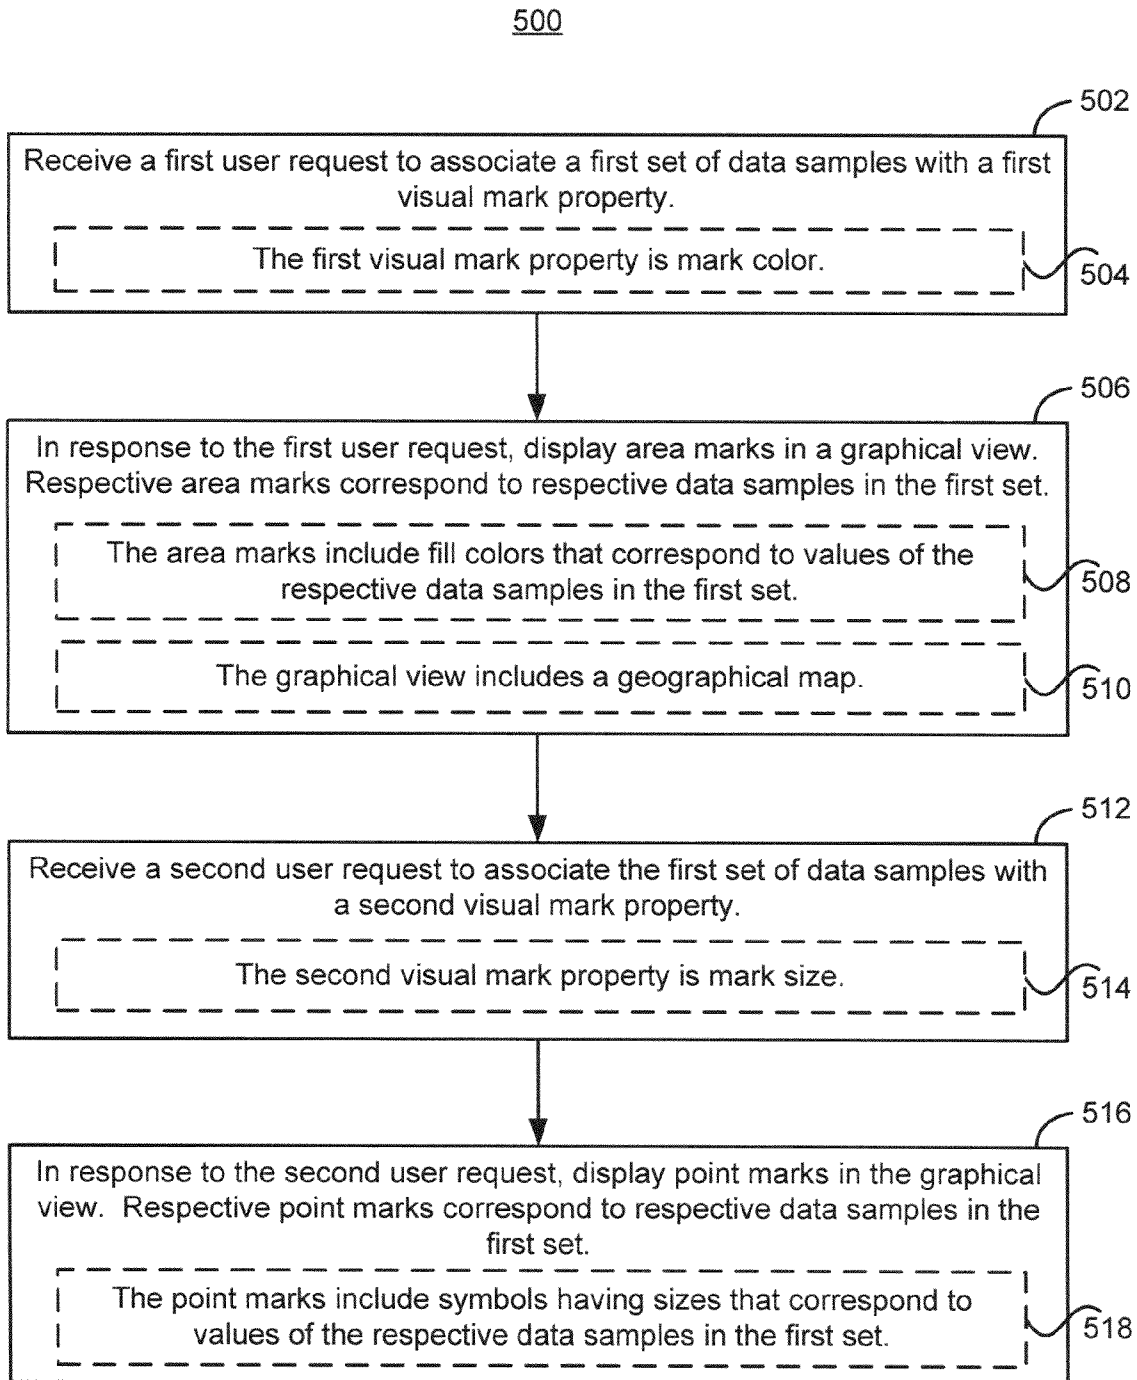 500
502
Receive a first user request to associate a first set of data samples with a first
visual mark property.
The first visual mark property is mark color.
504
506
In response to the first user request, display area marks in a graphical view.
Respective area marks correspond to respective data samples in the first set.
The area marks include fill colors that correspond to values of the
respective data samples in the first set.
508
The graphical view includes a geographical map.
510
512
Receive a second user request to associate the first set of data samples with
a second visual mark property.
The second visual mark property is mark size.
514
516
In response to the second user request, display point marks in the graphical
view. Respective point marks correspond to respective data samples in the
first set.
The point marks include symbols having sizes that correspond to
values of the respective data samples in the first set.
518